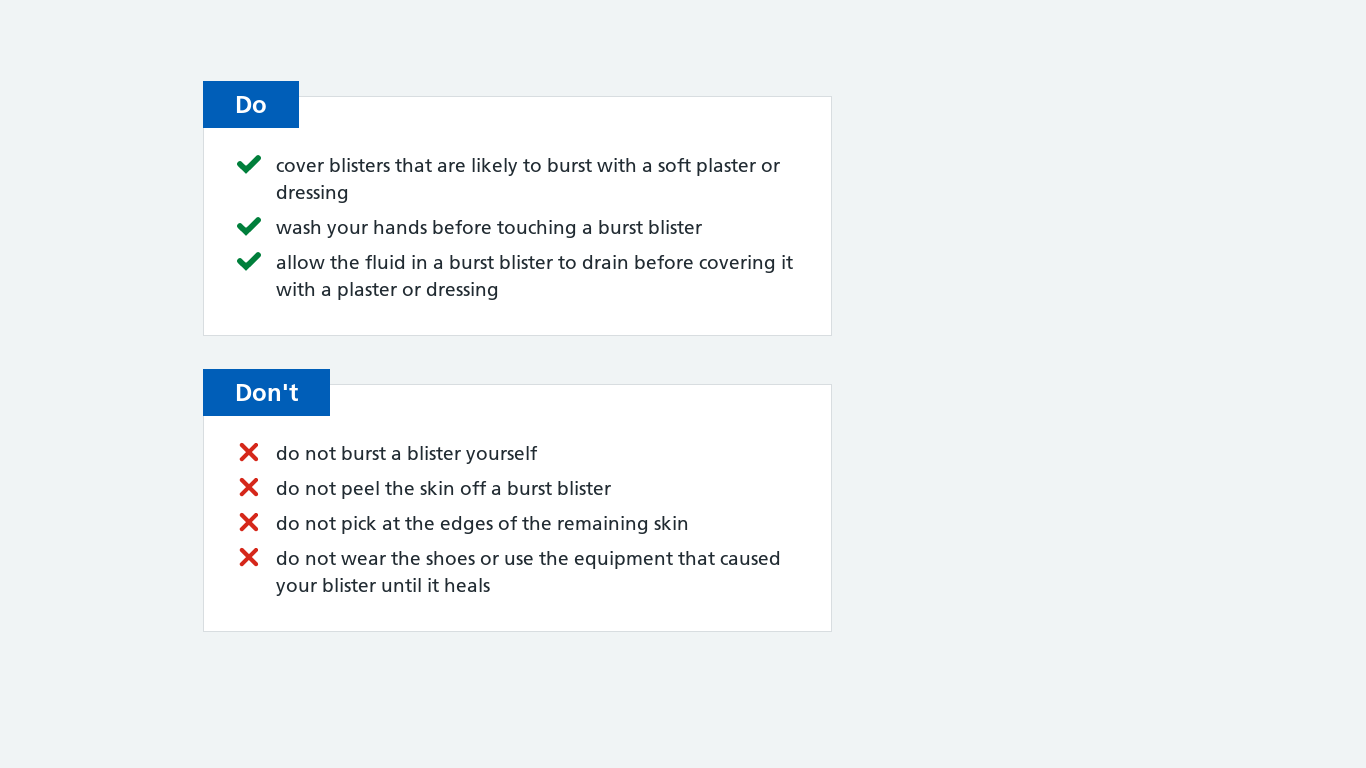 Do
cover blisters that are likely to burst with a soft plaster or
dressing
wash your hands before touching a burst blister
allow the fluid in a burst blister to drain before covering it
with a plaster or dressing
Don't
do not burst a blister yourself
do not peel the skin off a burst blister
do not pick at the edges of the remaining skin
do not wear the shoes or use the equipment that caused
your blister until it heals